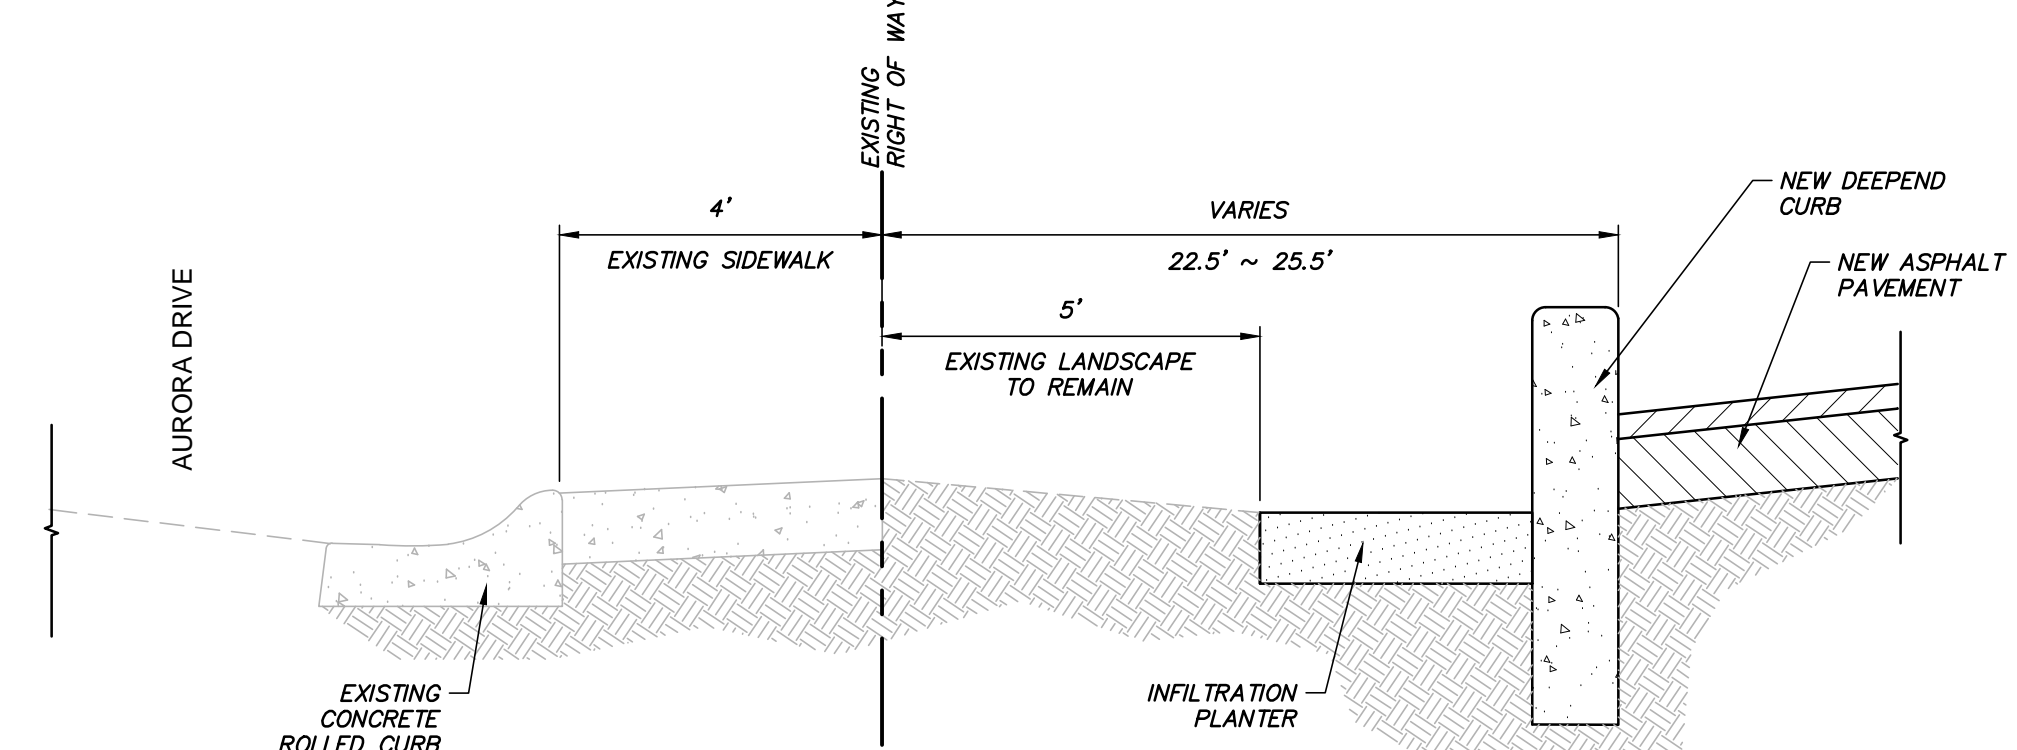 EXISTING
RIGHT OF WAY
NEW DEEPEND
CURB
4'
VARIES
EXISTING SIDEWALK
22.5' ~ 25.5'
NEW ASPHALT
PAVEMENT
AURORA DRIVE
5'
EXISTING LANDSCAPE
TO REMAIN
EXISTING
CONCRETE
ROLLED CURB
INFILTRATION
PLANTER